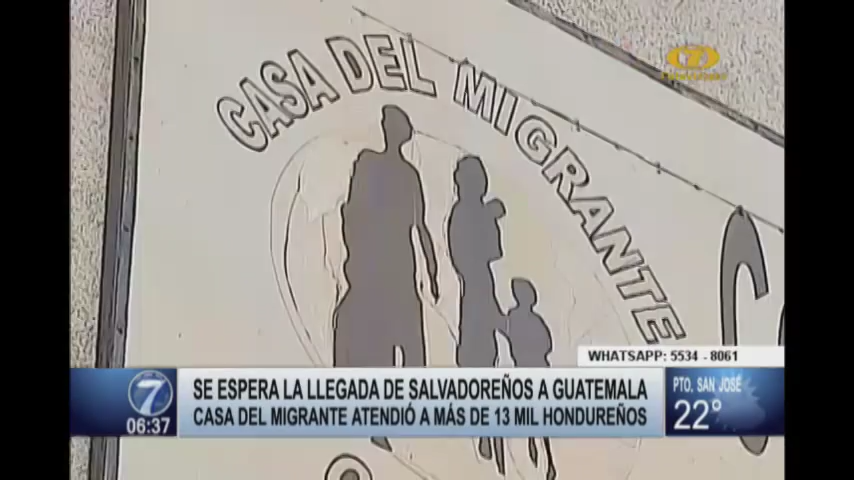 CASA DEL MIGRANTE
7
WHATSAPP: 5534 - 8061
7
06:37
SE ESPERA LA LLEGADA DE SALVADOREÑOS A GUATEMALA
CASA DEL MIGRANTE ATENDIÓ A MÁS DE 13 MIL HONDUREÑOS
PTO. SAN JOSÉ
22°